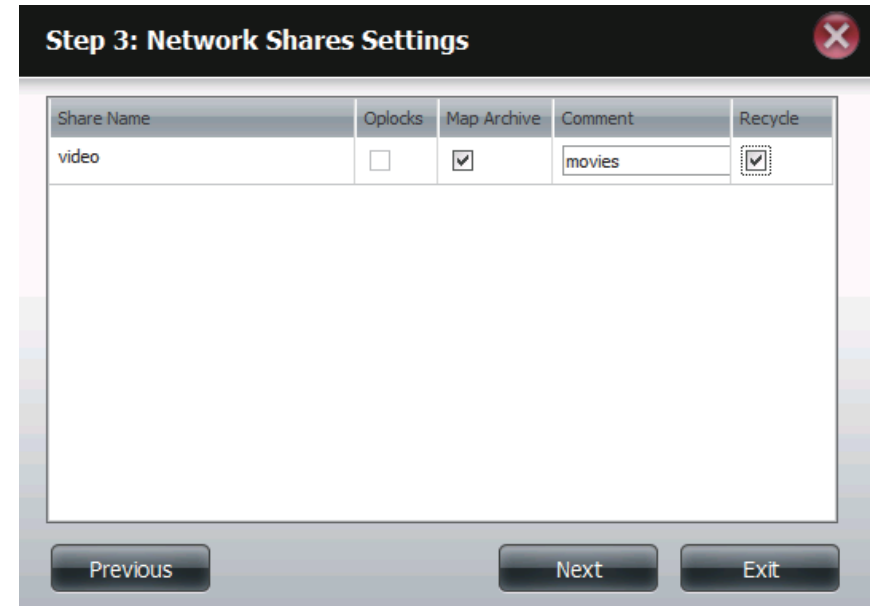 Step 3: Network Shares Settings
Share Name Oplocks Map Archive Comment Recycle
video movies
Previous Next Exit